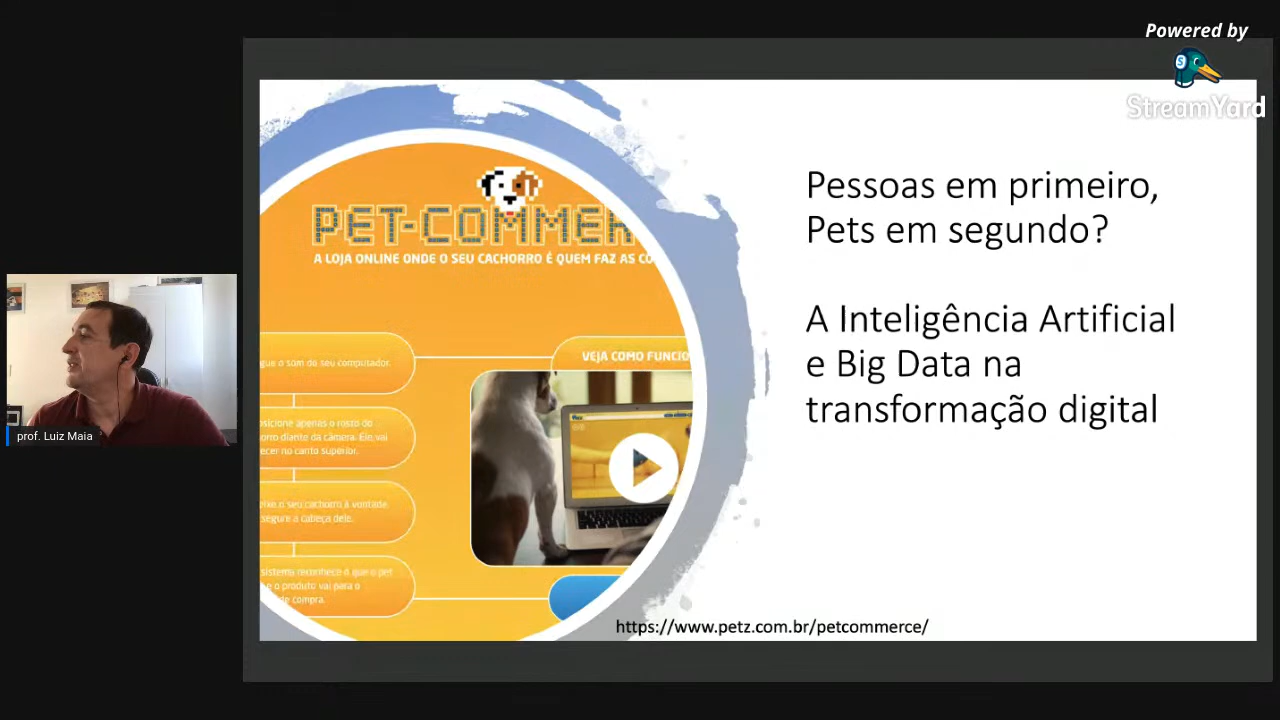 Powered by
StreamYard
PET-COMMER
A LOJA ONLINE ONDE O SEU CACHORRO É QUEM FAZ AS CO
gue o som do seu computador.
VEJA COMO FUNCIO
sicione apenas o rosto do
orro diante da câmera. Ele vai
ecer no canto superior.
eixe o seu cachorro à vontade
segure a cabeça dele.
sistema reconhece o que o pet
e o produto vai para o
de compra.
Pessoas em primeiro,
Pets em segundo?
A Inteligência Artificial
e Big Data na
transformação digital
https://www.petz.com.br/petcommerce/
prof. Luiz Maia